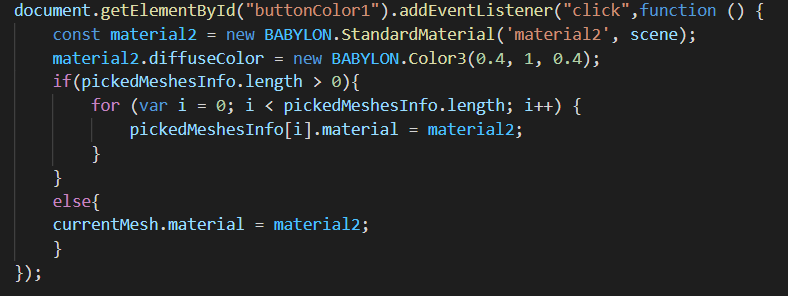 document.getElementById("buttonColor1").addEventListener("click",function () {
    const material2 = new BABYLON.StandardMaterial('material2', scene);
    material2.diffuseColor = new BABYLON.Color3(0.4, 1, 0.4);
    if(pickedMeshesInfo.length > 0){
        for (var i = 0; i < pickedMeshesInfo.length; i++) {
            pickedMeshesInfo[i].material = material2;
        }
    }
    else{
    currentMesh.material = material2;
    }
});